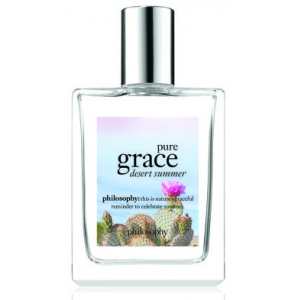 pure
grace
desert summer
philosophy: this is nature's graceful
reminder to celebrate summer.
philosophy